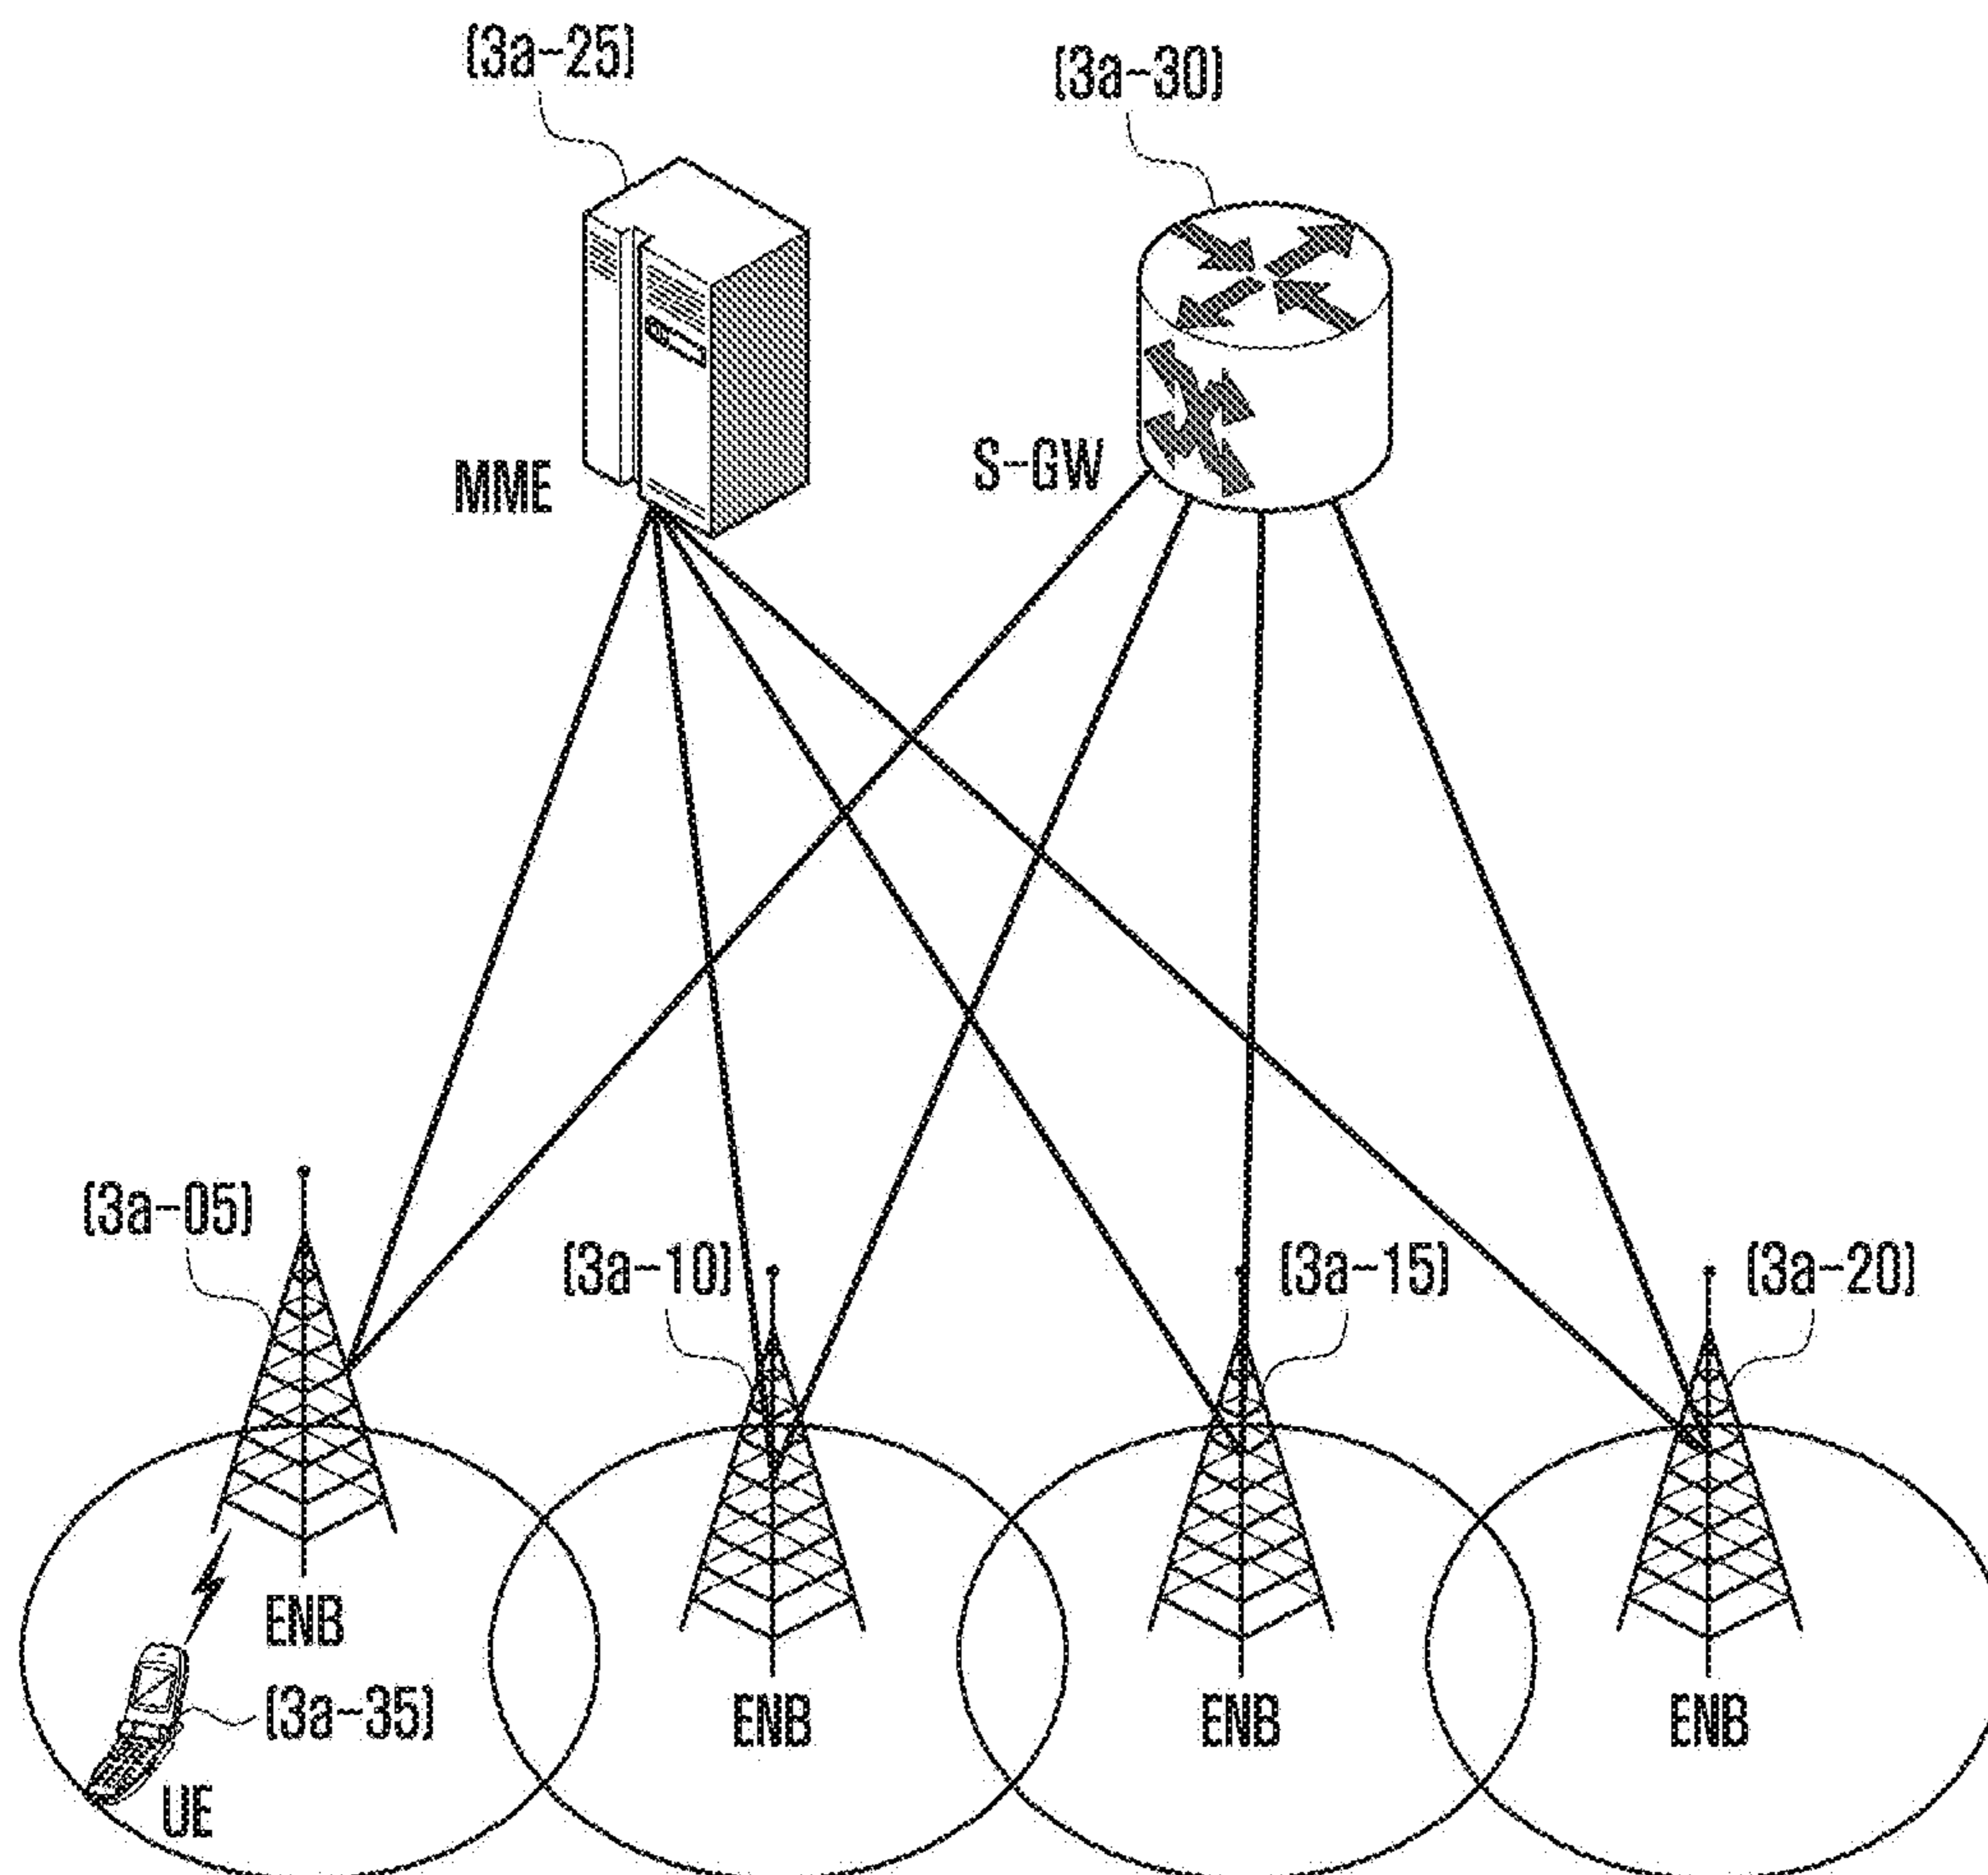 (3a-25)
(3a-30)
MME
S-GW
(3a-05)
(3a-10)
(3a-15)
(3a-20)
ENB
(3a-35)
ENB
ENB
ENB
UE